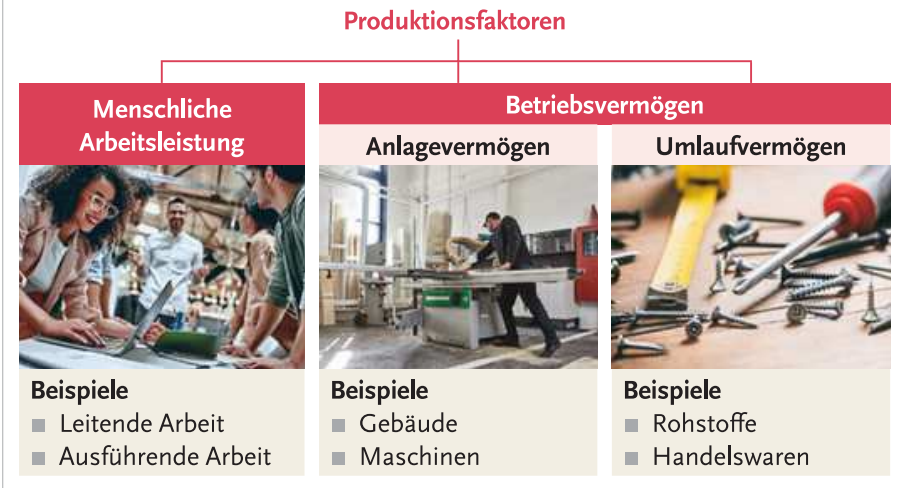 Produktionsfaktoren
Menschliche
Arbeitsleistung
Betriebsvermögen
Anlagevermögen
Umlaufvermögen
Beispiele
Leitende Arbeit
Ausführende Arbeit
Beispiele
Gebäude
Maschinen
Beispiele
Rohstoffe
Handelswaren